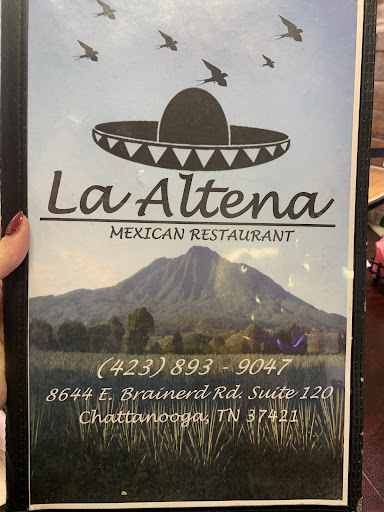 La Altena
MEXICAN RESTAURANT
(423) 893 - 9047
8644 E. Brainerd Rd. Suite 120
Chattanooga, TN 37421